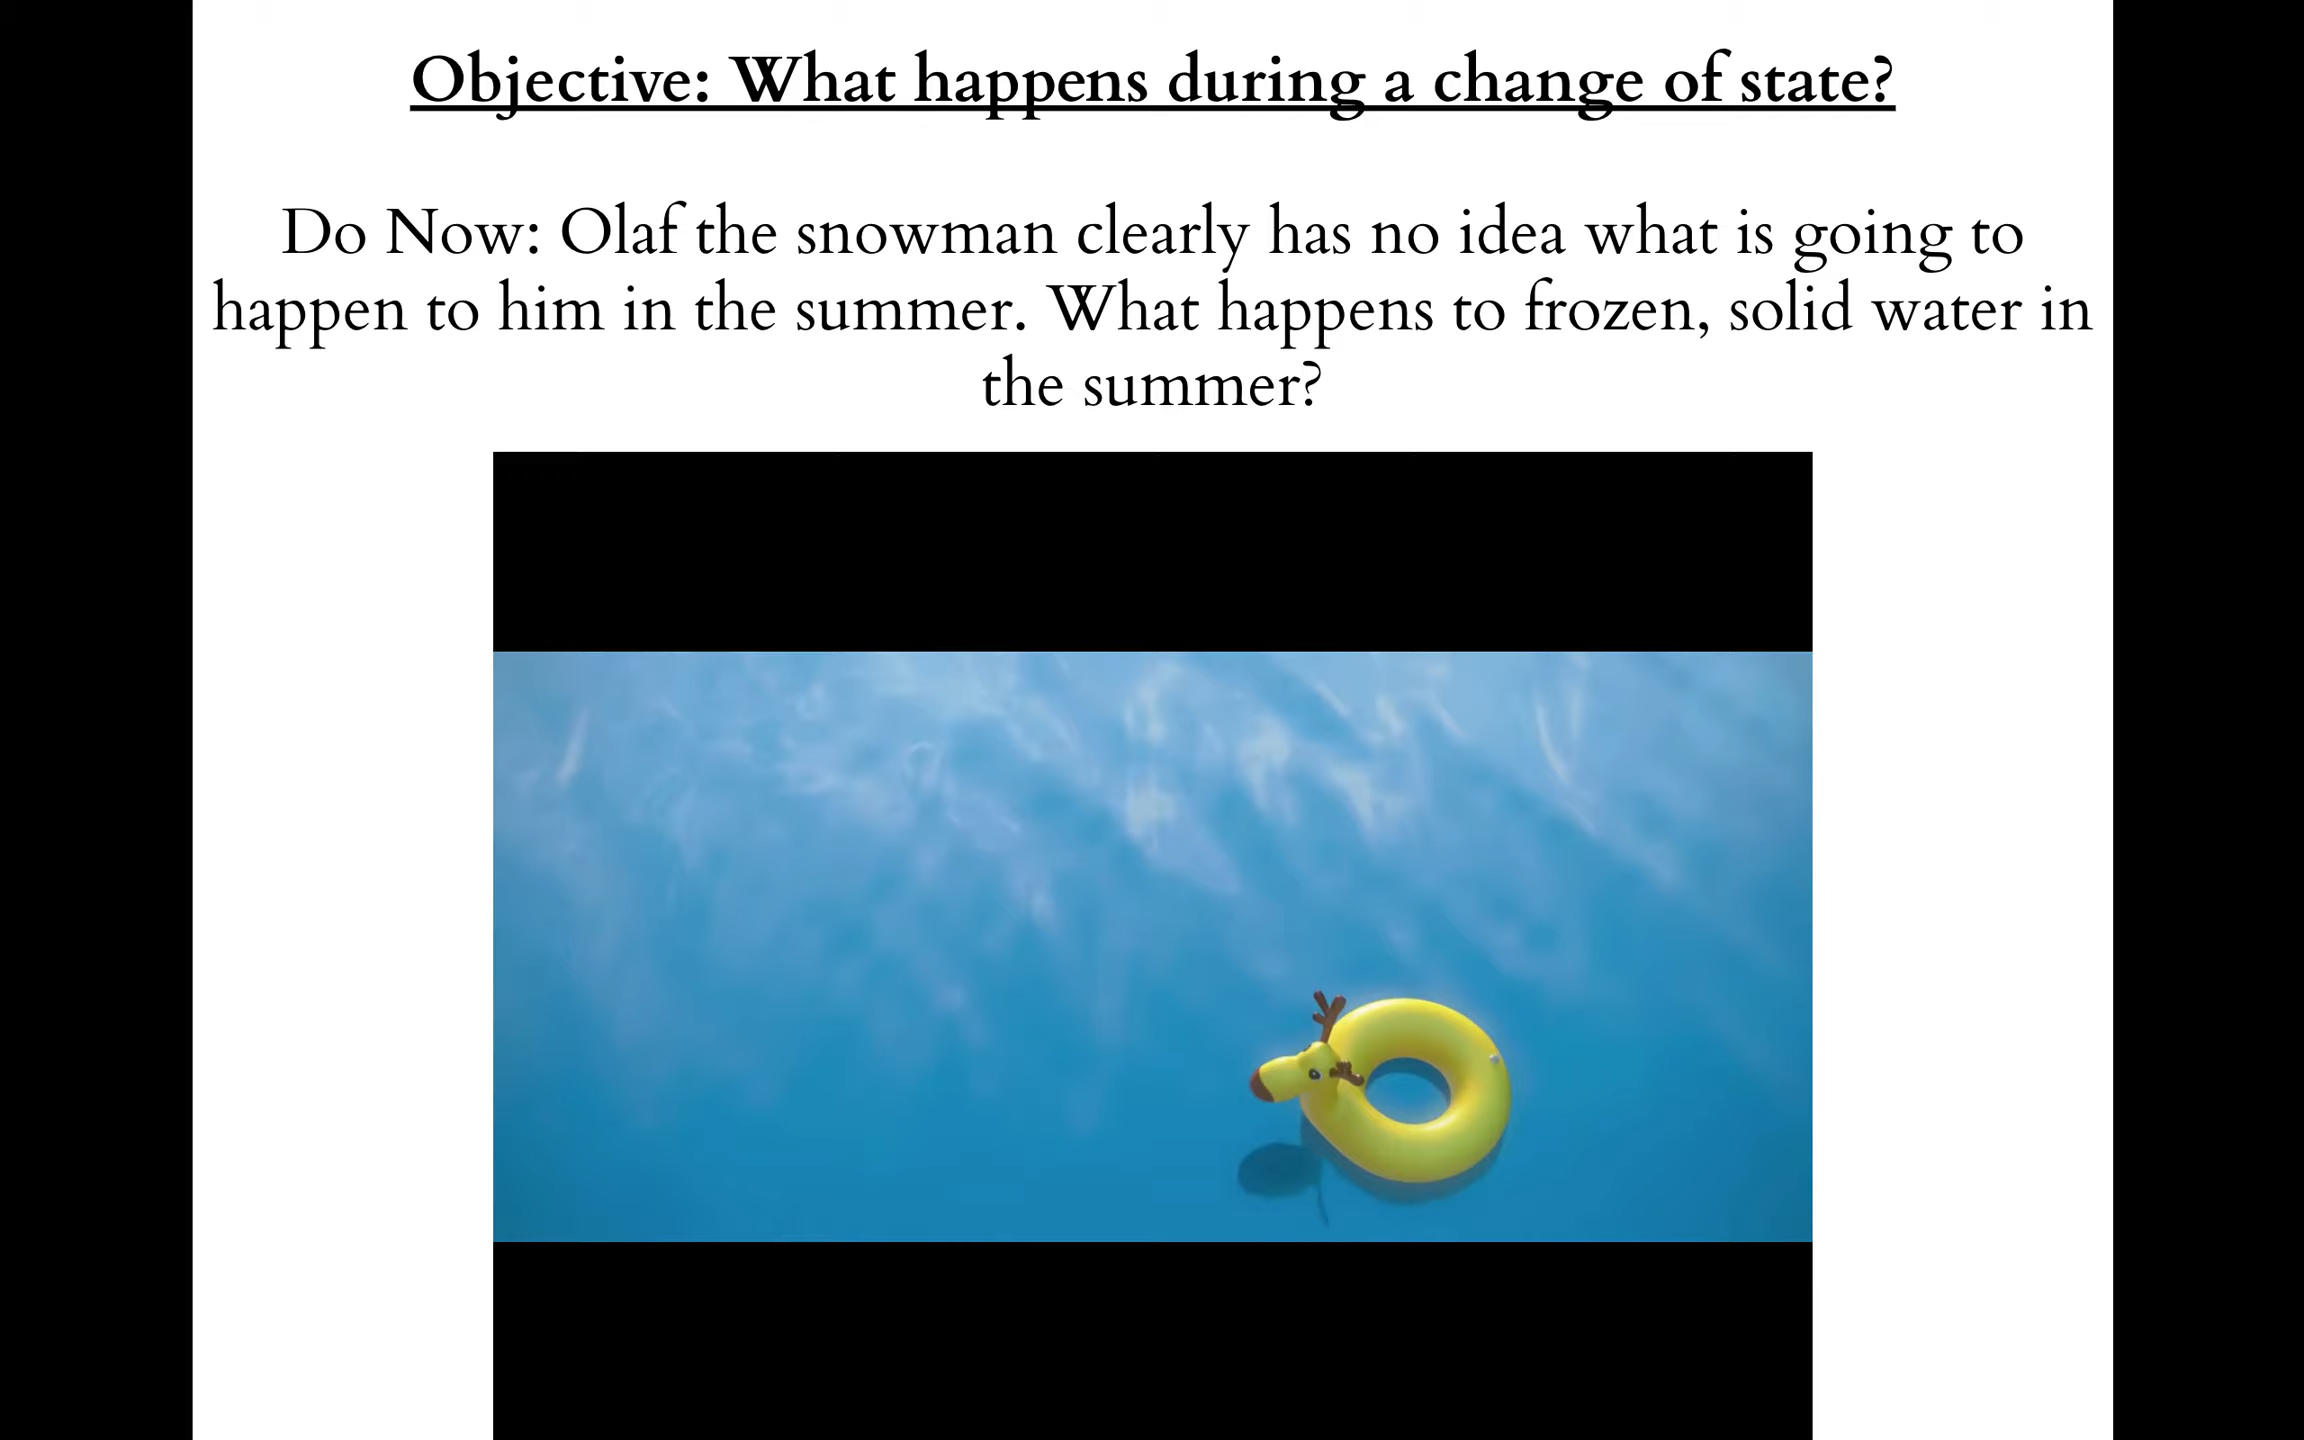 Objective: What happens during a change of state?
Do Now: Olaf the snowman clearly has no idea what is going to
happen to him in the summer. What happens to frozen, solid water in
the summer?